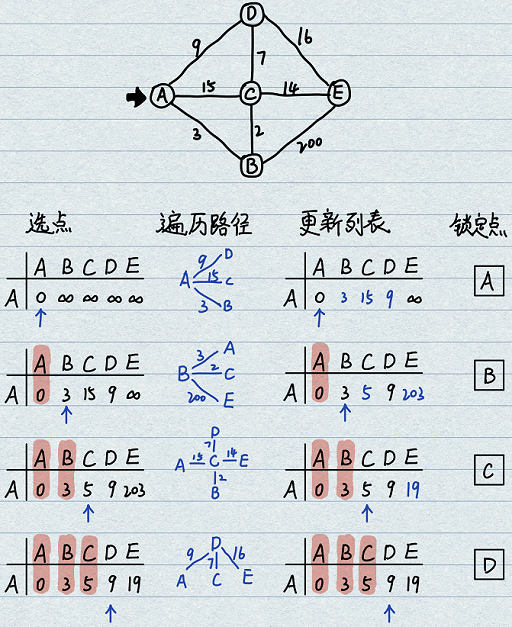 D
9 16
7
A 15 C 14 E
3 2 200
B
选点 遍历路径 更新列表 锁定点
A B C D E
A 0 ∞ ∞ ∞ ∞
9 D
A 15 C
3 B
A B C D E
A 0 3 15 9 ∞
A
A B C D E
A 0 3 15 9 ∞
3 A
B 2 C
200 E
A B C D E
A 0 3 5 9 203
B
A B C D E
A 0 3 5 9 203
D
7
A 15 C 14 E
12
B
A B C D E
A 0 3 5 9 19
C
A B C D E
A 0 3 5 9 19
D
9 7 16
A C E
A B C D E
A 0 3 5 9 19
D